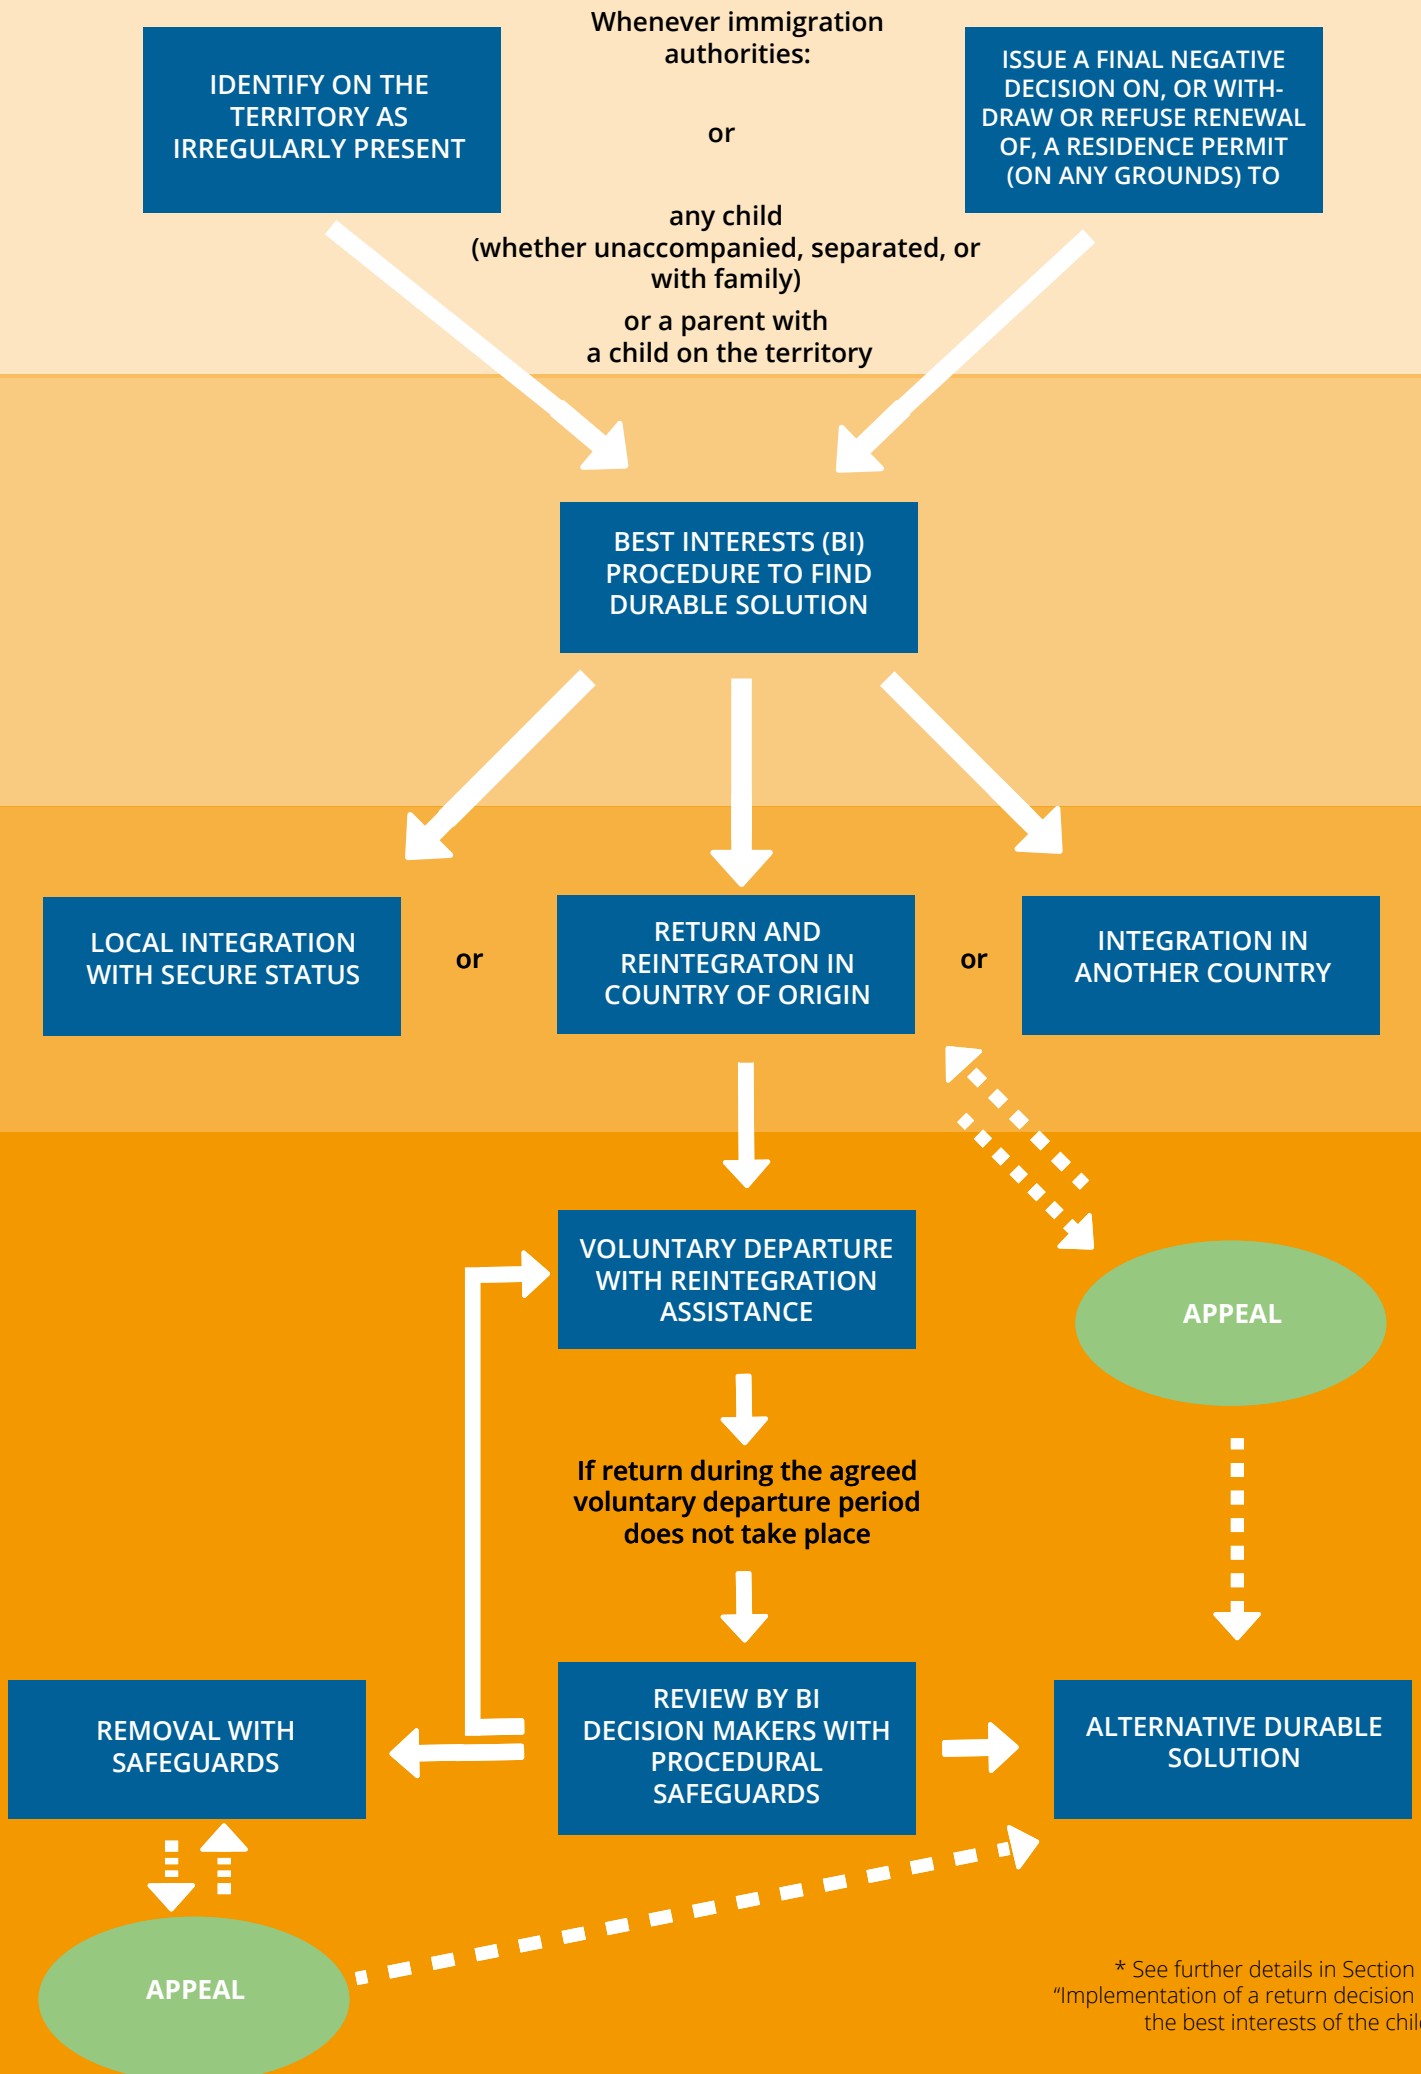 Whenever immigration
authorities:
IDENTIFY ON THE
TERRITORY AS
IRREGULARLY PRESENT
or
ISSUE A FINAL NEGATIVE
DECISION ON, OR WITH-
DRAW OR REFUSE RENEWAL
OF, A RESIDENCE PERMIT
(ON ANY GROUNDS) TO
any child
(whether unaccompanied, separated, or
with family)
or a parent with
a child on the territory
BEST INTERESTS (BI)
PROCEDURE TO FIND
DURABLE SOLUTION
LOCAL INTEGRATION
WITH SECURE STATUS
or
RETURN AND
REINTEGRATON IN
COUNTRY OF ORIGIN
or
INTEGRATION IN
ANOTHER COUNTRY
VOLUNTARY DEPARTURE
WITH REINTEGRATION
ASSISTANCE
APPEAL
If return during the agreed
voluntary departure period
does not take place
REMOVAL WITH
SAFEGUARDS
REVIEW BY BI
DECISION MAKERS WITH
PROCEDURAL
SAFEGUARDS
ALTERNATIVE DURABLE
SOLUTION
APPEAL
* See further details in Section
“Implementation of a return decision
the best interests of the